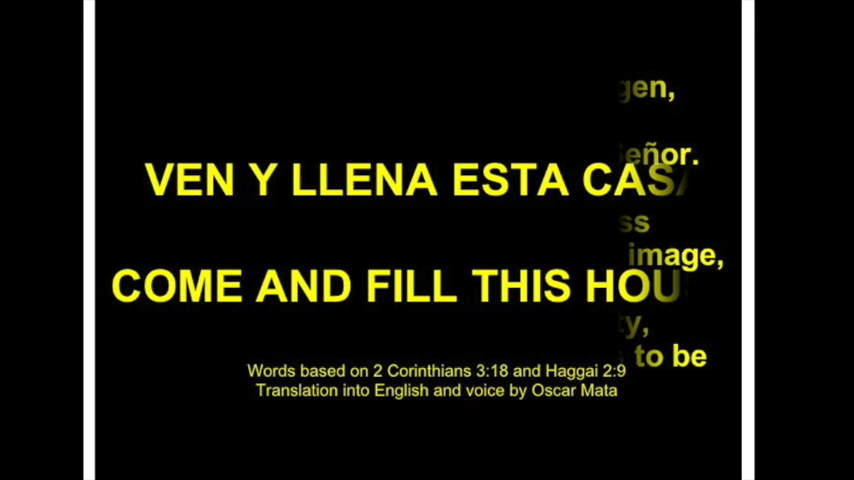 gen,
eñor.
VEN Y LLENA ESTA CASA
ss
image,
COME AND FILL THIS HOU
ty,
to be
Words based on 2 Corinthians 3:18 and Haggai 2:9
Translation into English and voice by Oscar Mata